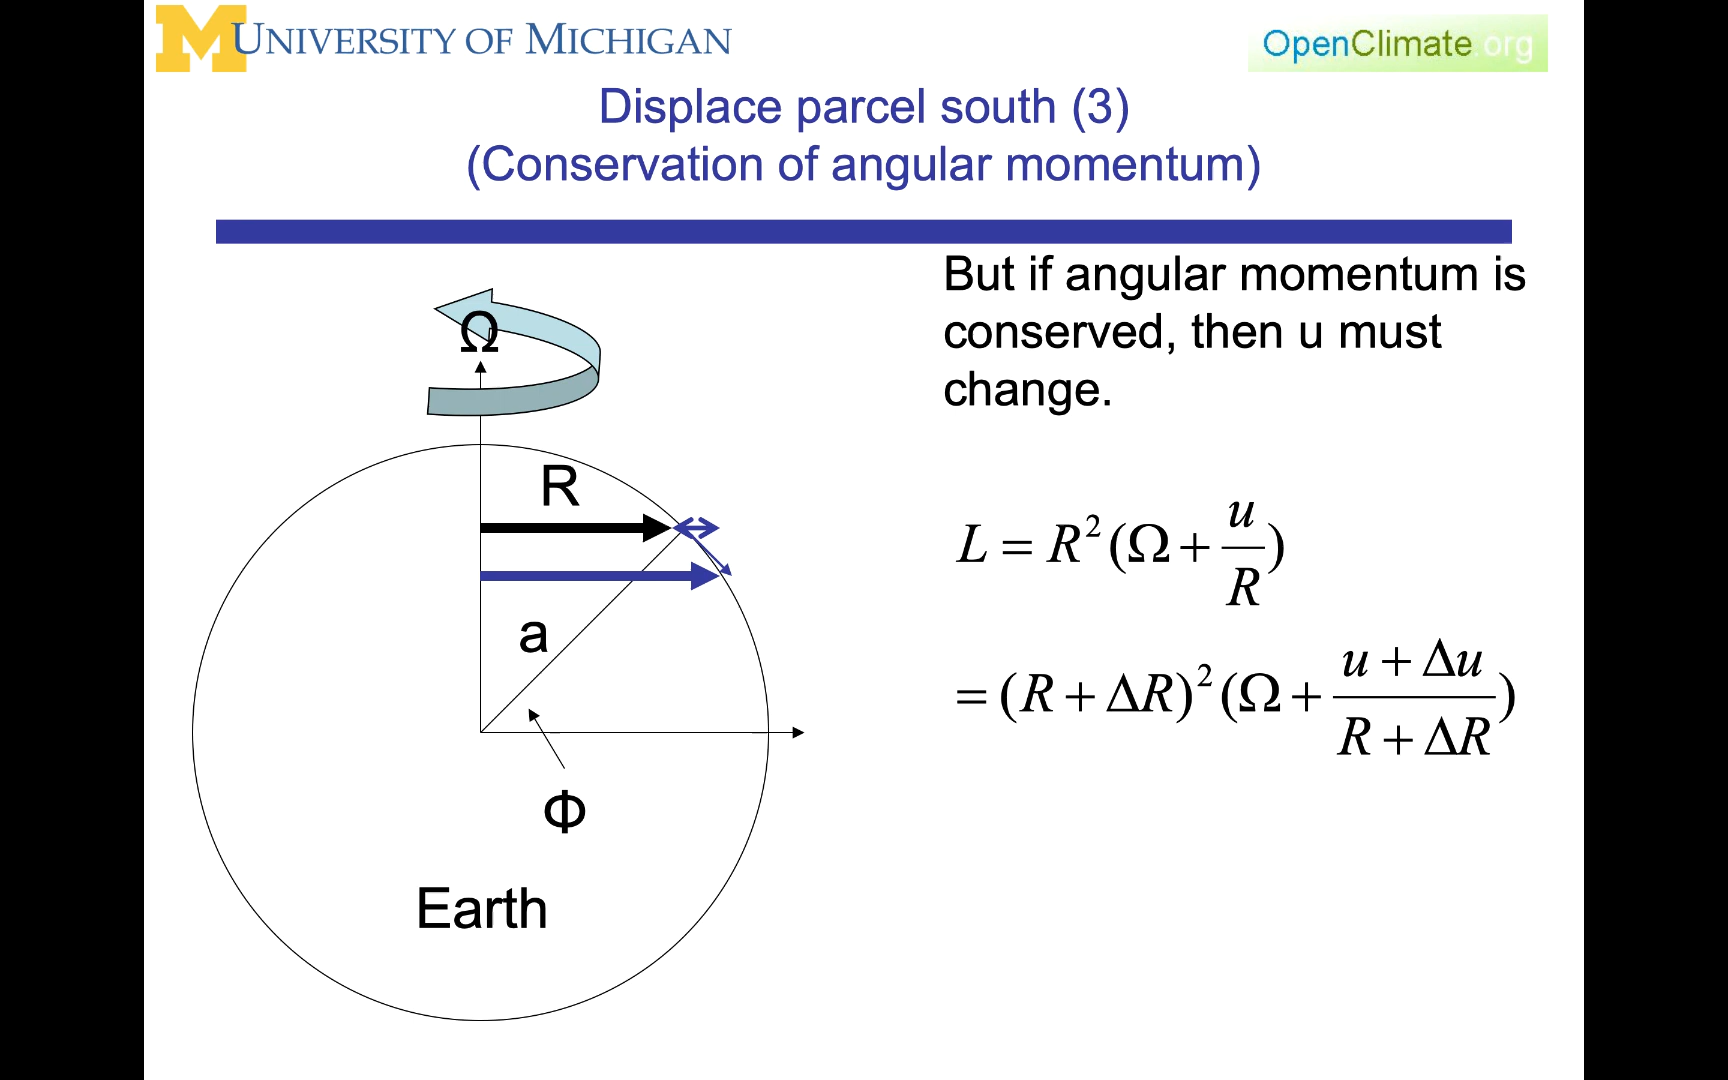 M UNIVERSITY OF MICHIGAN
OpenClimate.org
Displace parcel south (3)
(Conservation of angular momentum)
But if angular momentum is
conserved, then u must
change.
Ω
R
a
Φ
Earth
L = R²(Ω + u/R)
= (R + ΔR)²(Ω + (u + Δu)/(R + ΔR))